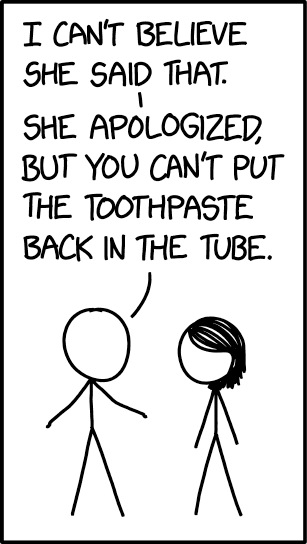 I CAN'T BELIEVE
SHE SAID THAT.
SHE APOLOGIZED,
BUT YOU CAN'T PUT
THE TOOTHPASTE
BACK IN THE TUBE.